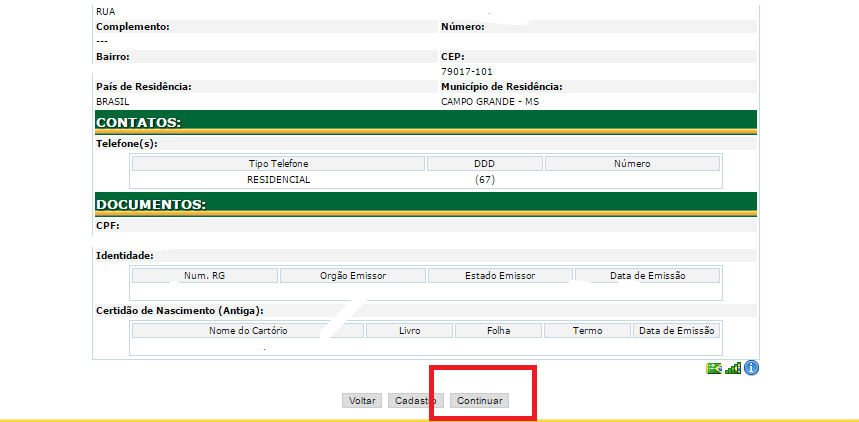 RUA
Complemento: Número:
---
Bairro: CEP:
79017-101
País de Residência: Município de Residência:
BRASIL CAMPO GRANDE - MS
CONTATOS:
Telefone(s):
Tipo Telefone DDD Número
RESIDENCIAL (67)
DOCUMENTOS:
CPF:
Identidade:
Num. RG Orgão Emissor Estado Emissor Data de Emissão
Certidão de Nascimento (Antiga):
Nome do Cartório Livro Folha Termo Data de Emissão
Voltar Cadastro Continuar